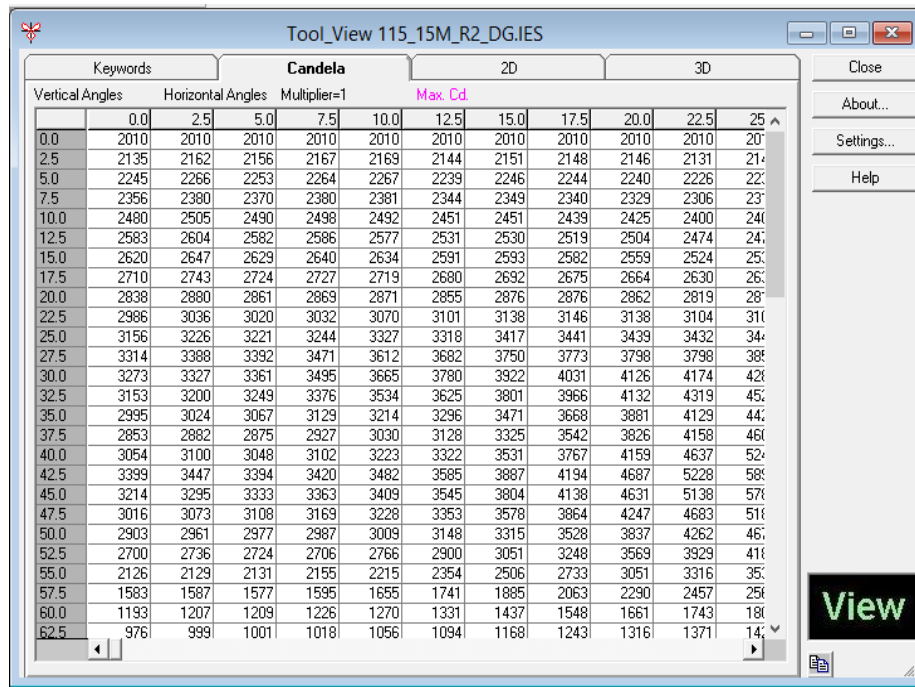 Tool_View 115_15M_R2_DG.IES
Keywords Candela 2D 3D Close
Vertical Angles Horizontal Angles Multiplier=1 Max. Cd. About...
0.0 2.5 5.0 7.5 10.0 12.5 15.0 17.5 20.0 22.5 25
0.0 2010 2010 2010 2010 2010 2010 2010 2010 2010 2010 Settings...
2.5 2135 2162 2156 2167 2169 2144 2151 2148 2146 2131
5.0 2245 2266 2253 2264 2267 2239 2246 2244 2240 2226 Help
7.5 2356 2380 2370 2380 2381 2344 2349 2340 2329 2306
10.0 2480 2505 2490 2498 2492 2451 2451 2439 2425 2400
12.5 2583 2604 2582 2586 2577 2531 2530 2519 2504 2474
15.0 2620 2647 2629 2640 2634 2591 2593 2582 2559 2524
17.5 2710 2743 2724 2727 2719 2680 2692 2675 2664 2630
20.0 2838 2880 2861 2869 2871 2855 2876 2876 2862 2819
22.5 2986 3036 3020 3032 3070 3101 3138 3146 3138 3104
25.0 3156 3226 3221 3244 3327 3318 3417 3441 3439 3432
27.5 3314 3388 3392 3471 3612 3682 3750 3773 3798 3798
30.0 3273 3327 3361 3495 3665 3780 3922 4031 4126 4174
32.5 3153 3200 3249 3376 3534 3625 3801 3966 4132 4319
35.0 2995 3024 3067 3129 3214 3296 3471 3668 3881 4129
37.5 2853 2882 2875 2927 3030 3128 3325 3542 3826 4158
40.0 3054 3100 3048 3102 3223 3322 3531 3767 4159 4637
42.5 3399 3447 3394 3420 3482 3585 3887 4194 4687 5228
45.0 3214 3295 3333 3363 3409 3545 3804 4138 4631 5138
47.5 3016 3073 3108 3169 3228 3353 3578 3864 4247 4683
50.0 2903 2961 2977 2987 3009 3148 3315 3528 3837 4262
52.5 2700 2736 2724 2706 2766 2900 3051 3248 3569 3929
55.0 2126 2129 2131 2155 2215 2354 2506 2733 3051 3316
57.5 1583 1587 1577 1595 1655 1741 1885 2063 2290 2457
60.0 1193 1207 1209 1226 1270 1331 1437 1548 1661 1743
62.5 976 999 1001 1018 1056 1094 1168 1243 1316 1371
View